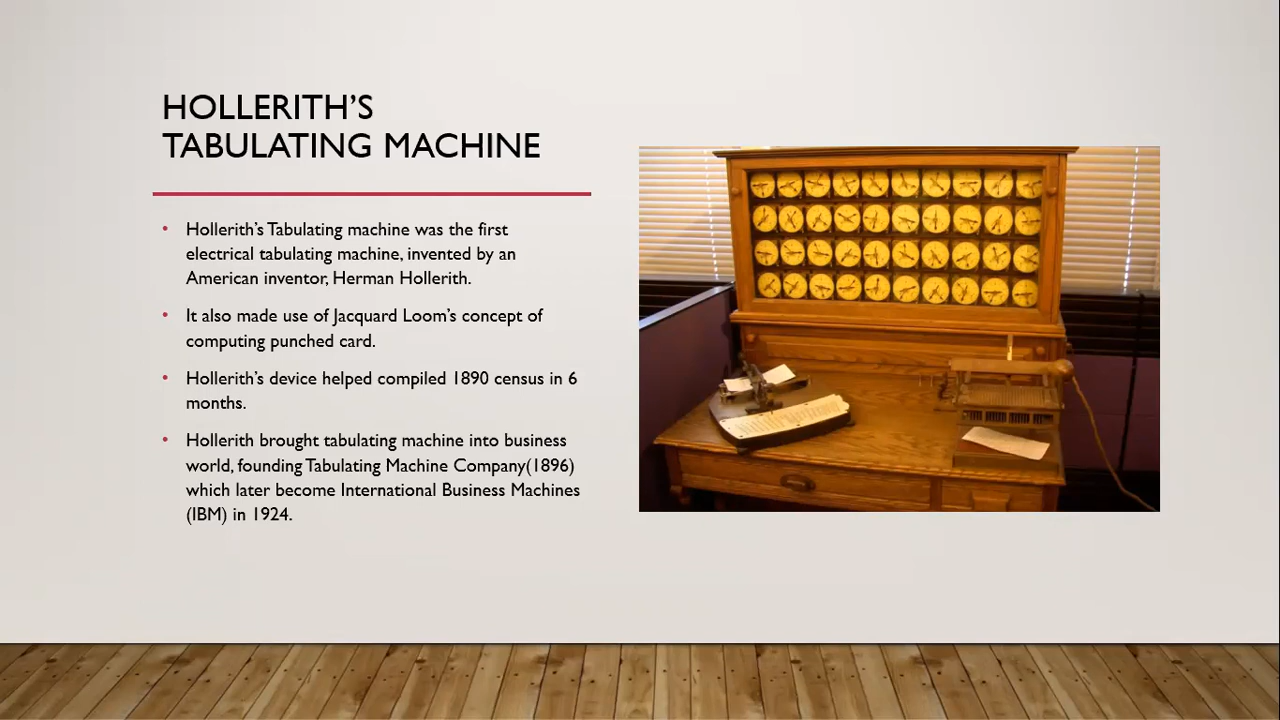 HOLLERITH'S
TABULATING MACHINE
• Hollerith's Tabulating machine was the first
electrical tabulating machine, invented by an
American inventor, Herman Hollerith.
• It also made use of Jacquard Loom's concept of
computing punched card.
• Hollerith's device helped compiled 1890 census in 6
months.
• Hollerith brought tabulating machine into business
world, founding Tabulating Machine Company(1896)
which later become International Business Machines
(IBM) in 1924.